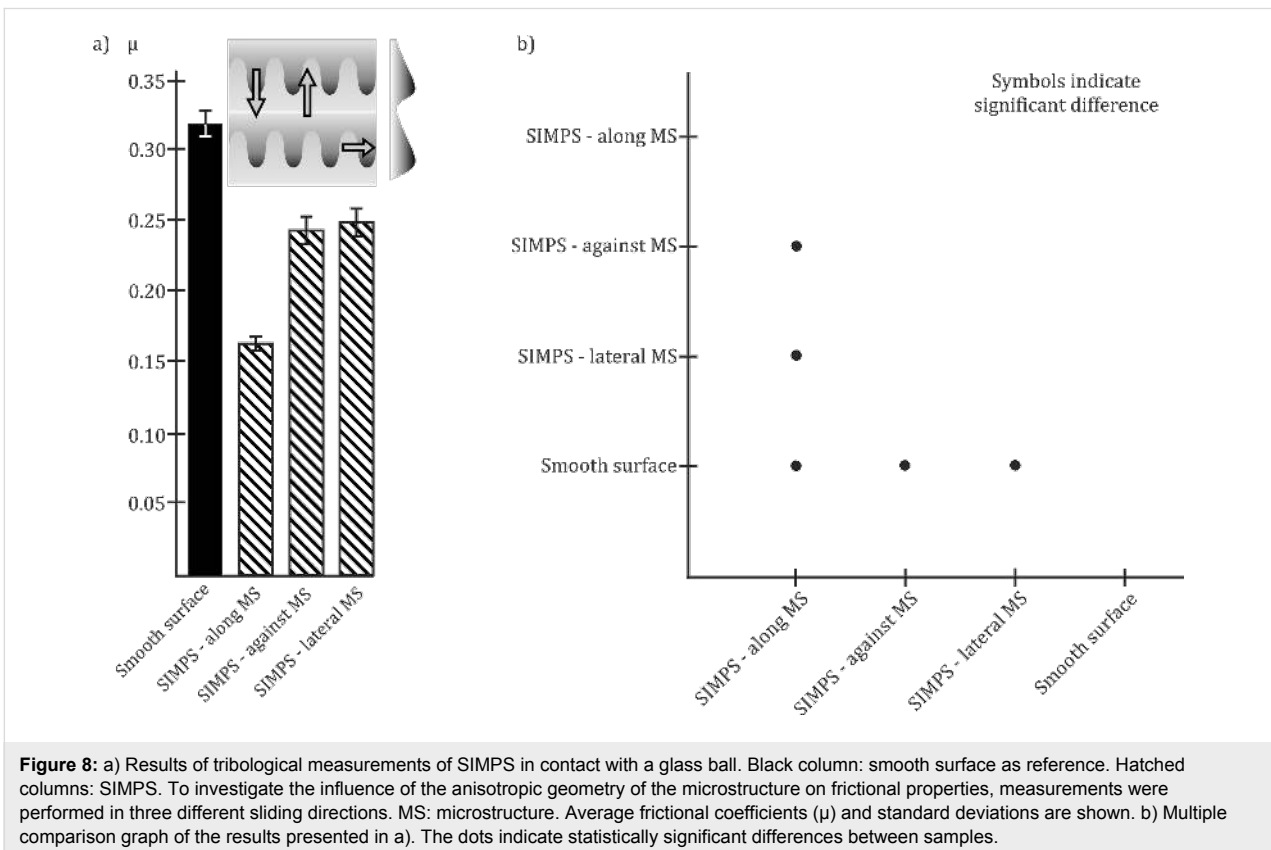 a) μ
0.35
0.30
0.25
0.20
0.15
0.10
0.05
Smooth surface
SIMPS - along MS
SIMPS - against MS
SIMPS - lateral MS
b)
Symbols indicate
significant difference
SIMPS - along MS
SIMPS - against MS
SIMPS - lateral MS
Smooth surface
SIMPS - along MS
SIMPS - against MS
SIMPS - lateral MS
Smooth surface
Figure 8: a) Results of tribological measurements of SIMPS in contact with a glass ball. Black column: smooth surface as reference. Hatched
columns: SIMPS. To investigate the influence of the anisotropic geometry of the microstructure on frictional properties, measurements were
performed in three different sliding directions. MS: microstructure. Average frictional coefficients (μ) and standard deviations are shown. b) Multiple
comparison graph of the results presented in a). The dots indicate statistically significant differences between samples.